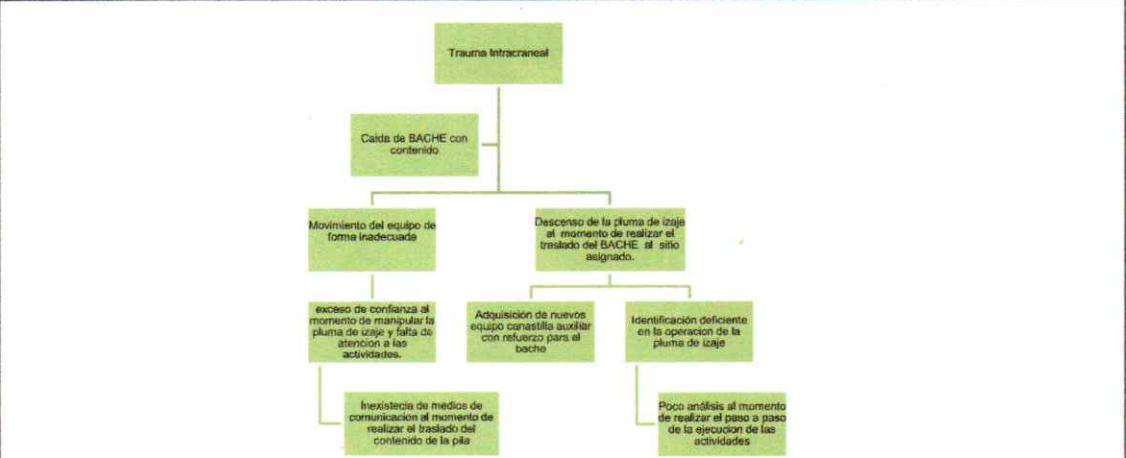 Trauma Intracraneal
Caida de BACHE con
contenido
Movimiento del equipo de
forma inadecuada
Descenso de la pluma de izaje
al momento de realizar el
traslado del BACHE al sitio
asignado.
exceso de confianza al
momento de manipular la
pluma de izaje y falta de
atencion a las
actividades.
Adquisición de nuevos
equipo canastilla auxiliar
con refuerzo para el
bache
Identificación deficiente
en la operacion de la
pluma de izaje
Inexistecia de medios de
comunicación al momento de
realizar el traslado del
contenido de la pila
Poco análisis al momento
de realizar el paso a paso
de la ejecucion de las
actividades